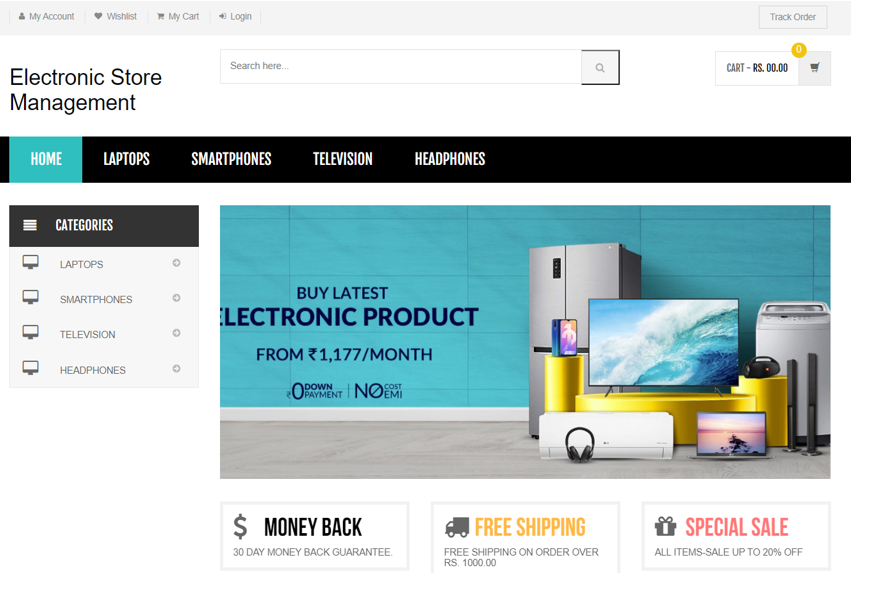 My Account
Wishlist
My Cart
Login
Track Order
Electronic Store
Management
Search here...
0
CART - RS. 00.00
HOME
LAPTOPS
SMARTPHONES
TELEVISION
HEADPHONES
CATEGORIES
LAPTOPS
SMARTPHONES
TELEVISION
HEADPHONES
BUY LATEST
ELECTRONIC PRODUCT
FROM ₹1,177/MONTH
₹0 DOWN PAYMENT | NO COST EMI
MONEY BACK
30 DAY MONEY BACK GUARANTEE.
FREE SHIPPING
FREE SHIPPING ON ORDER OVER
RS. 1000.00
SPECIAL SALE
ALL ITEMS-SALE UP TO 20% OFF